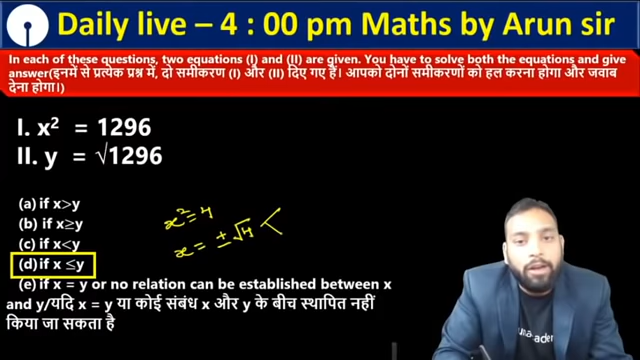 Daily live – 4 : 00 pm Maths by Arun sir
In each of these questions, two equations (I) and (II) are given. You have to solve both the equations and give
answer(इनमें से प्रत्येक प्रश्न में, दो समीकरण (I) और (II) दिए गए हैं। आपको दोनों समीकरणों को हल करना होगा और जवाब
देना होगा।)
I. x² = 1296
II. y = √1296
(a) if x>y
(b) if x≥y
(c) if x<y
(d) if x ≤y
(e) if x = y or no relation can be established between x
and y/यदि x = y या कोई संबंध x और y के बीच स्थापित नहीं
किया जा सकता है
x²=4
x = ±√4 <